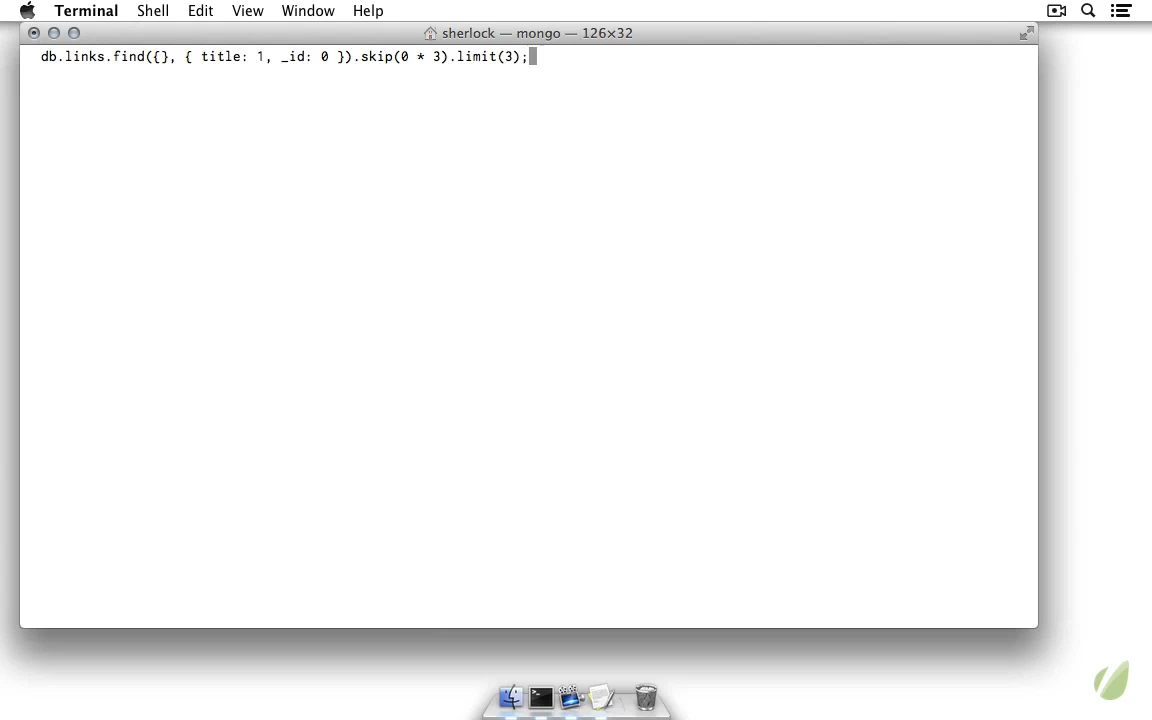 Terminal Shell Edit View Window Help
sherlock — mongo — 126×32
db.links.find({}, { title: 1, _id: 0 }).skip(0 * 3).limit(3);